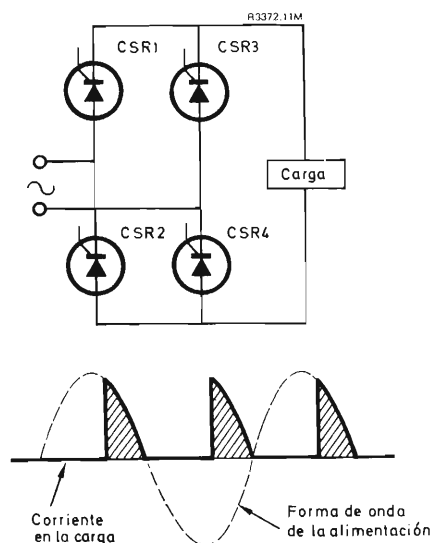 R3372.11M
CSR1
CSR3
Carga
CSR2
CSR4
Corriente
en la carga
Forma de onda
de la alimentación